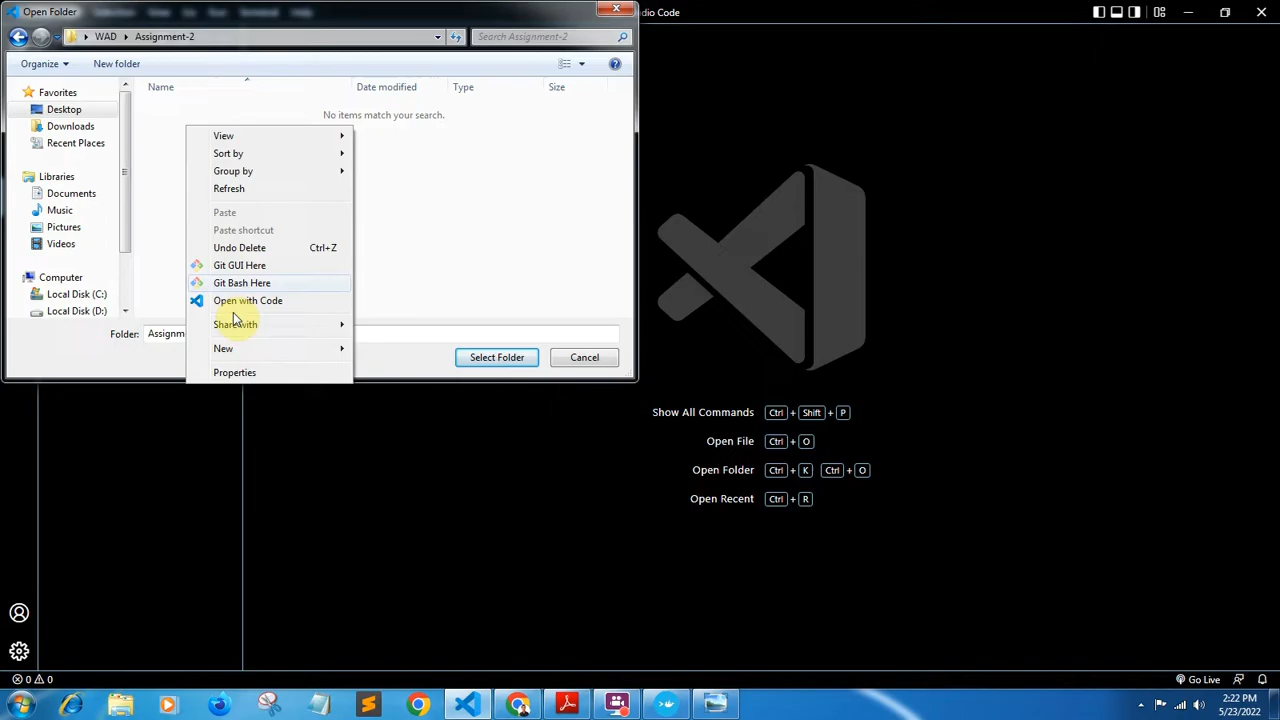 Open Folder
dio Code
WAD
Assignment-2
Search Assignment-2
Organize
New folder
Favorites
Desktop
Downloads
Recent Places
Libraries
Documents
Music
Pictures
Videos
Computer
Local Disk (C:)
Local Disk (D:)
Name
Date modified
Type
Size
No items match your search.
View
Sort by
Group by
Refresh
Paste
Paste shortcut
Undo Delete Ctrl+Z
Git GUI Here
Git Bash Here
Open with Code
Share with
New
Properties
Folder: Assignm
Select Folder
Cancel
Show All Commands Ctrl + Shift + P
Open File Ctrl + O
Open Folder Ctrl + K Ctrl + O
Open Recent Ctrl + R
0 0
Go Live
2:22 PM
5/23/2022